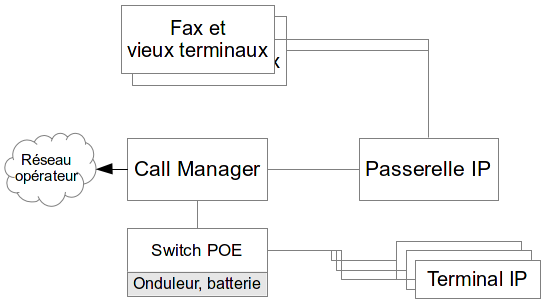 Fax et
vieux terminaux
x
Réseau
opérateur
Call Manager
Passerelle IP
Switch POE
Onduleur, batterie
Terminal IP